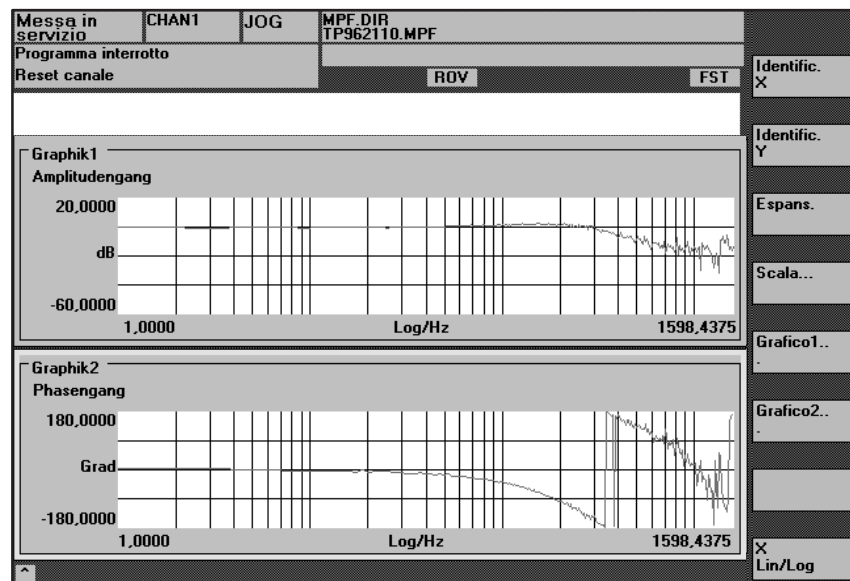 Messa in
servizio
CHAN1
JOG
MPF.DIR
TP962110.MPF
Programma interrotto
Reset canale
ROV
FST
Graphik1
Amplitudengang
20,0000
dB
-60,0000
1,0000
Log/Hz
1598,4375
Graphik2
Phasengang
180,0000
Grad
-180,0000
1,0000
Log/Hz
1598,4375
Identific.
X
Identific.
Y
Espans.
Scala...
Grafico1..
-
Grafico2..
-
X
Lin/Log
^